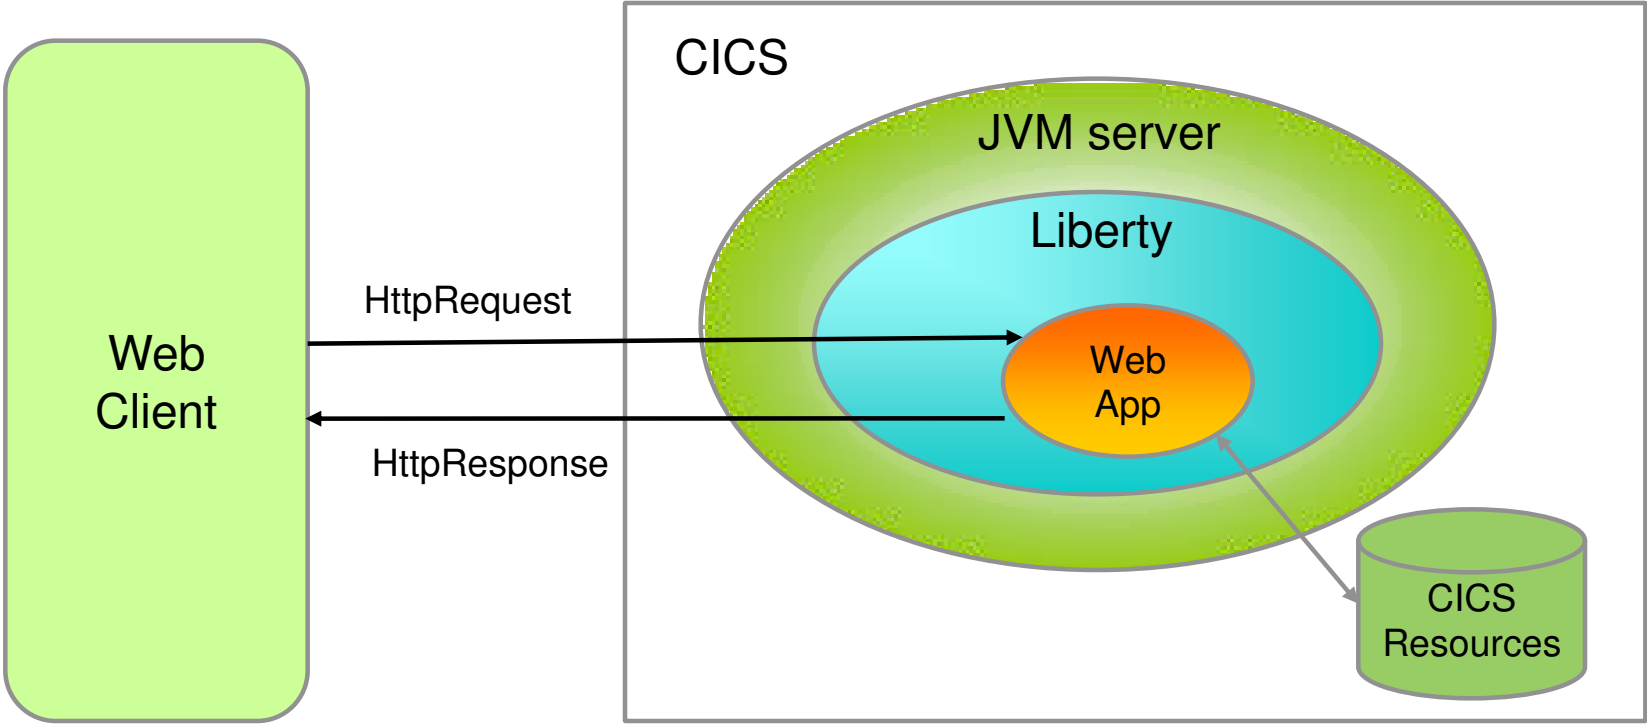 CICS
JVM server
Liberty
HttpRequest
Web
Client
Web
App
HttpResponse
CICS
Resources